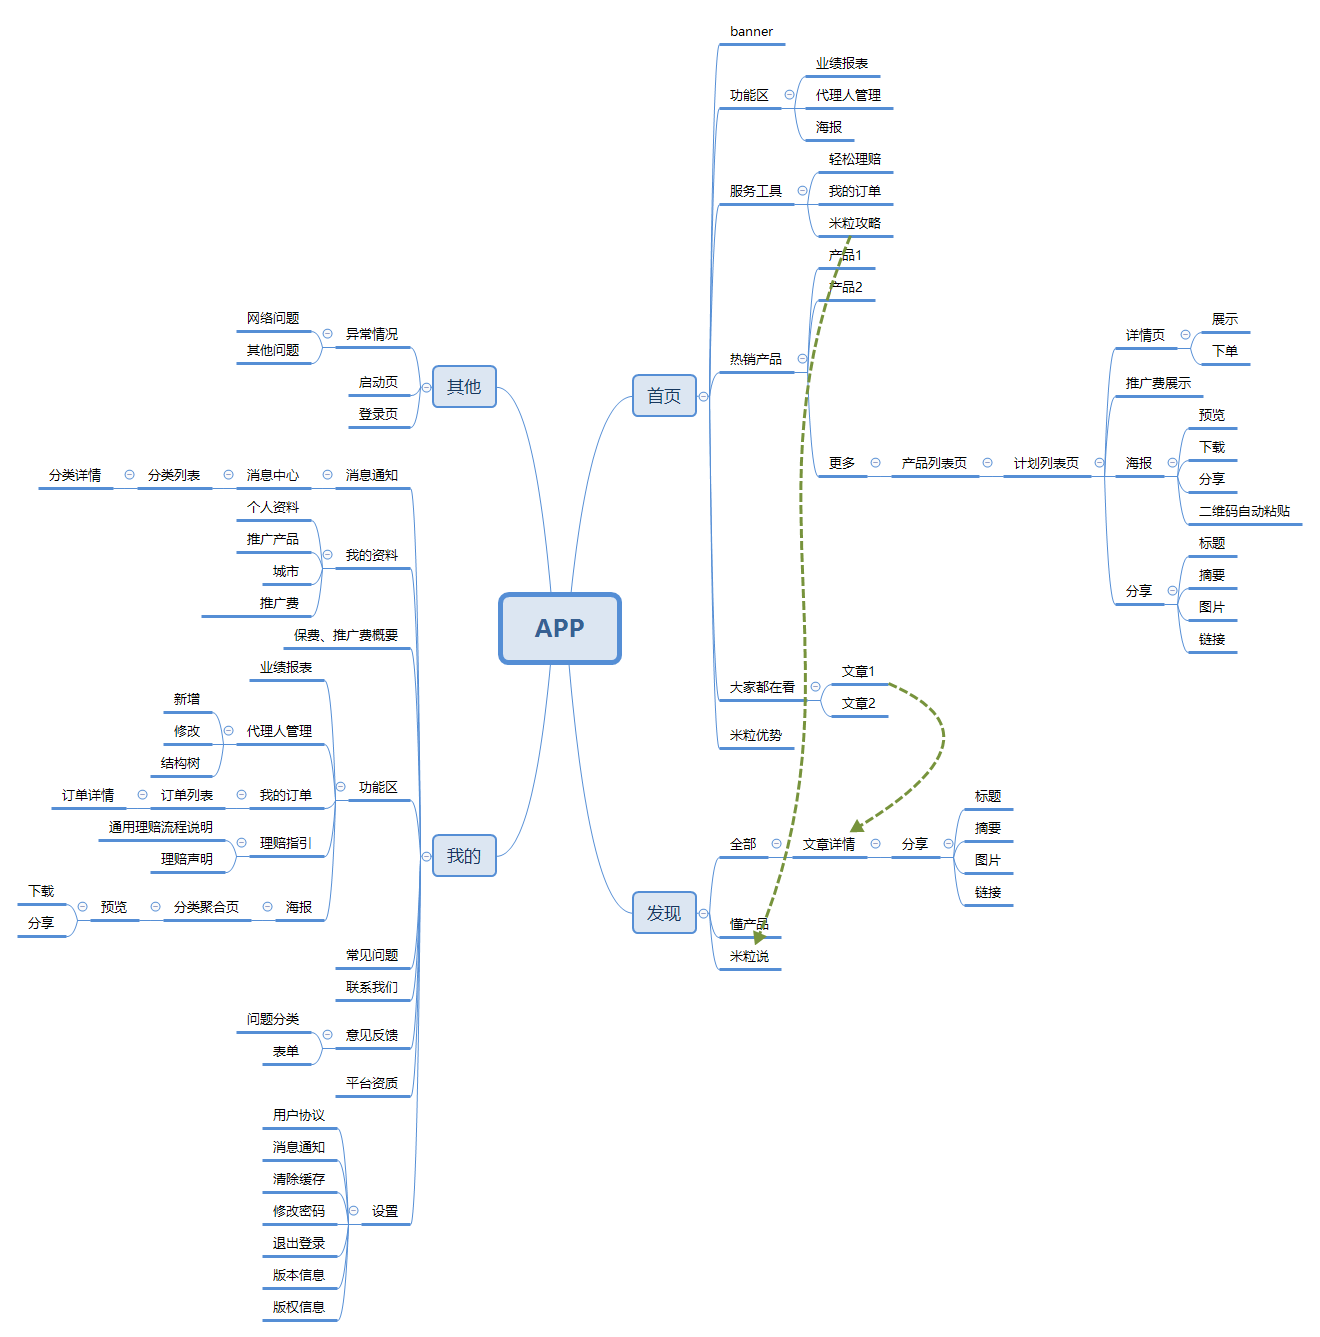 APP
首页
banner
功能区
业绩报表
代理人管理
海报
服务工具
轻松理赔
我的订单
米粒攻略
热销产品
产品1
产品2
更多
产品列表页
计划列表页
详情页
展示
下单
推广费展示
海报
预览
下载
分享
二维码自动粘贴
分享
标题
摘要
图片
链接
大家都在看
文章1
文章2
米粒优势
发现
全部
文章详情
分享
标题
摘要
图片
链接
懂产品
米粒说
其他
异常情况
网络问题
其他问题
启动页
登录页
我的
消息通知
消息中心
分类列表
分类详情
我的资料
个人资料
推广产品
城市
推广费
保费、推广费概要
功能区
业绩报表
代理人管理
新增
修改
结构树
我的订单
订单列表
订单详情
理赔指引
通用理赔流程说明
理赔声明
海报
分类聚合页
预览
下载
分享
常见问题
联系我们
意见反馈
问题分类
表单
平台资质
设置
用户协议
消息通知
清除缓存
修改密码
退出登录
版本信息
版权信息